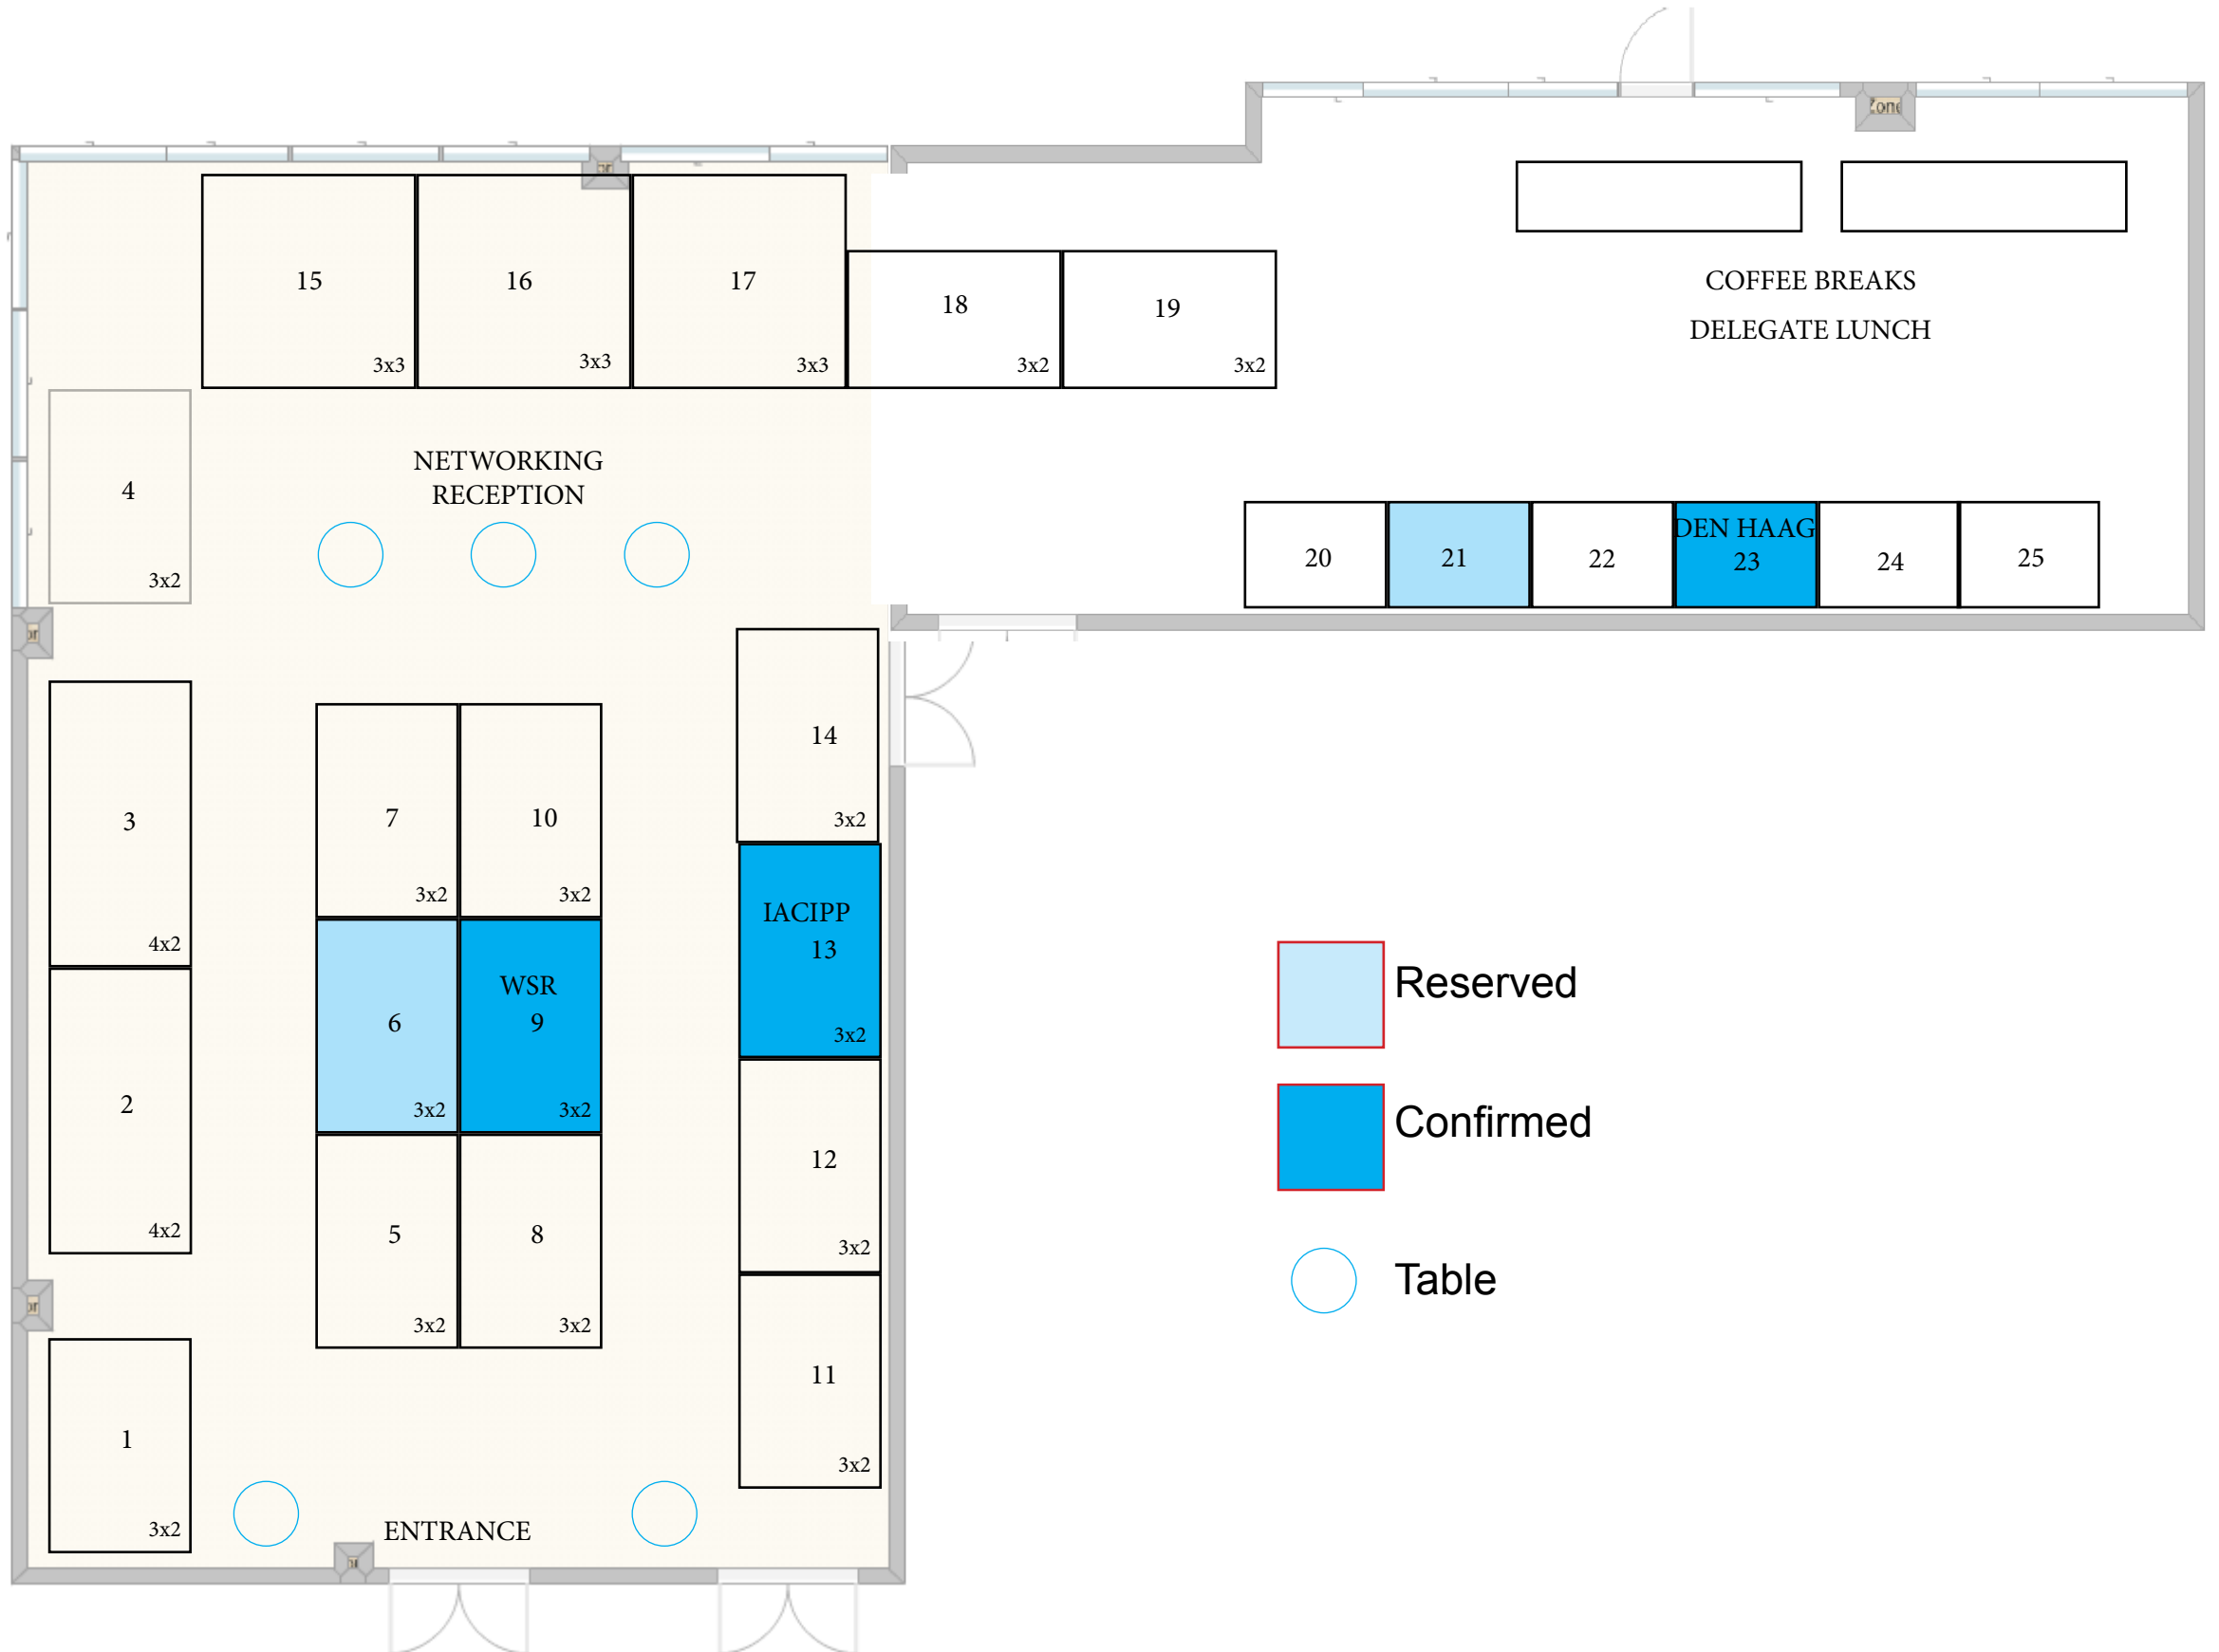 Zone
15
3x3
16
3x3
17
3x3
18
3x2
19
3x2
COFFEE BREAKS
DELEGATE LUNCH
4
3x2
NETWORKING
RECEPTION
20
21
22
DEN HAAG
23
24
25
14
3x2
3
4x2
7
3x2
10
3x2
IACIPP
13
3x2
6
3x2
WSR
9
3x2
2
4x2
5
3x2
8
3x2
12
3x2
11
3x2
1
3x2
ENTRANCE
Reserved
Confirmed
Table